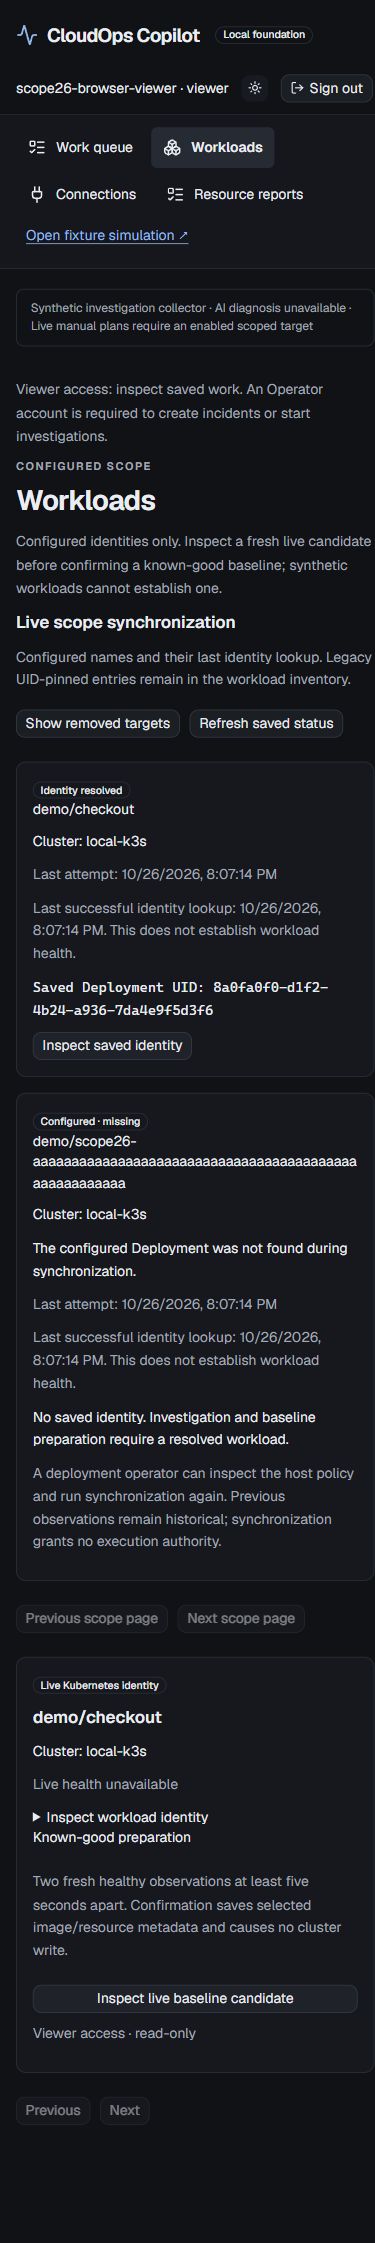 CloudOps Copilot
Local foundation
scope26-browser-viewer · viewer
Sign out
Work queue
Workloads
Connections
Resource reports
Open fixture simulation ↗
Synthetic investigation collector · AI diagnosis unavailable ·
Live manual plans require an enabled scoped target
Viewer access: inspect saved work. An Operator
account is required to create incidents or start
investigations.
CONFIGURED SCOPE
Workloads
Configured identities only. Inspect a fresh live candidate
before confirming a known-good baseline; synthetic
workloads cannot establish one.
Live scope synchronization
Configured names and their last identity lookup. Legacy
UID-pinned entries remain in the workload inventory.
Show removed targets
Refresh saved status
Identity resolved
demo/checkout
Cluster: local-k3s
Last attempt: 10/26/2026, 8:07:14 PM
Last successful identity lookup: 10/26/2026,
8:07:14 PM. This does not establish workload
health.
Saved Deployment UID: 8a0fa0f0-d1f2-
4b24-a936-7da4e9f5d3f6
Inspect saved identity
Configured · missing
demo/scope26-
aaaaaaaaaaaaaaaaaaaaaaaaaaaaaaaaaaaaaaaaa
aaaaaaaaaaaa
Cluster: local-k3s
The configured Deployment was not found during
synchronization.
Last attempt: 10/26/2026, 8:07:14 PM
Last successful identity lookup: 10/26/2026,
8:07:14 PM. This does not establish workload
health.
No saved identity. Investigation and baseline
preparation require a resolved workload.
A deployment operator can inspect the host policy
and run synchronization again. Previous
observations remain historical; synchronization
grants no execution authority.
Previous scope page
Next scope page
Live Kubernetes identity
demo/checkout
Cluster: local-k3s
Live health unavailable
▶ Inspect workload identity
Known-good preparation
Two fresh healthy observations at least five
seconds apart. Confirmation saves selected
image/resource metadata and causes no cluster
write.
Inspect live baseline candidate
Viewer access · read-only
Previous
Next